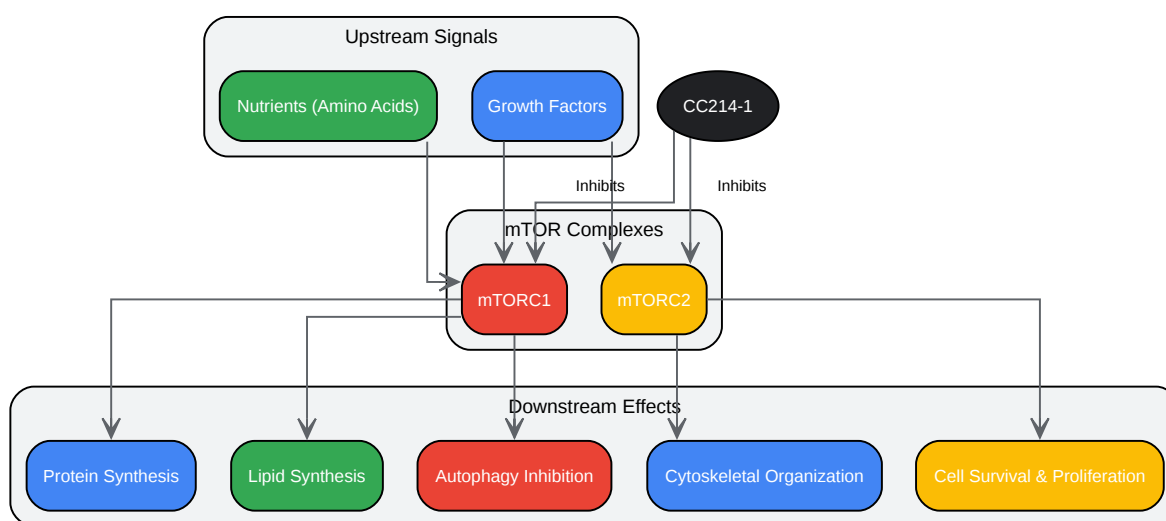 Upstream Signals
Nutrients (Amino Acids)
Growth Factors
CC214-1
Inhibits
Inhibits
mTOR Complexes
mTORC1
mTORC2
Downstream Effects
Protein Synthesis
Lipid Synthesis
Autophagy Inhibition
Cytoskeletal Organization
Cell Survival & Proliferation